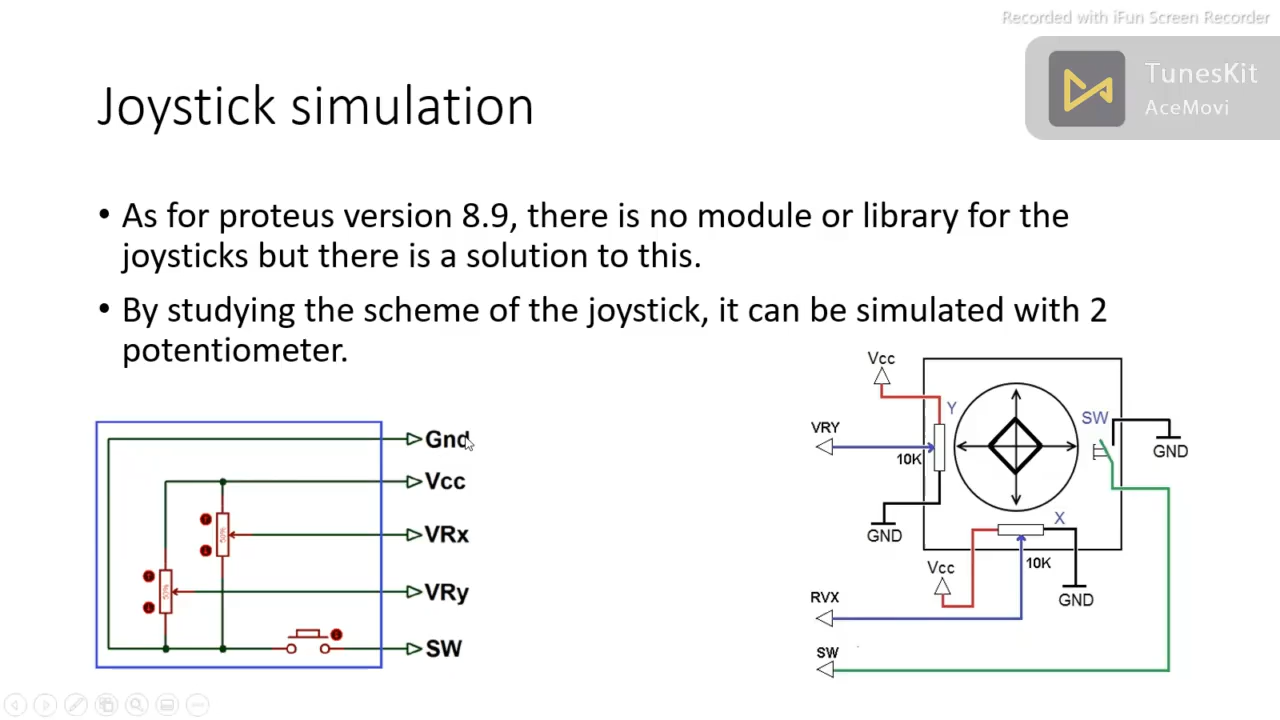 Recorded with iFun Screen Recorder
TunesKit
AceMovi
Joystick simulation
• As for proteus version 8.9, there is no module or library for the
joysticks but there is a solution to this.
• By studying the scheme of the joystick, it can be simulated with 2
potentiometer.
Gnd
Vcc
VRx
VRy
SW
Vcc
Y
SW
VRY
10K
GND
GND
X
Vcc
10K
GND
RVX
SW